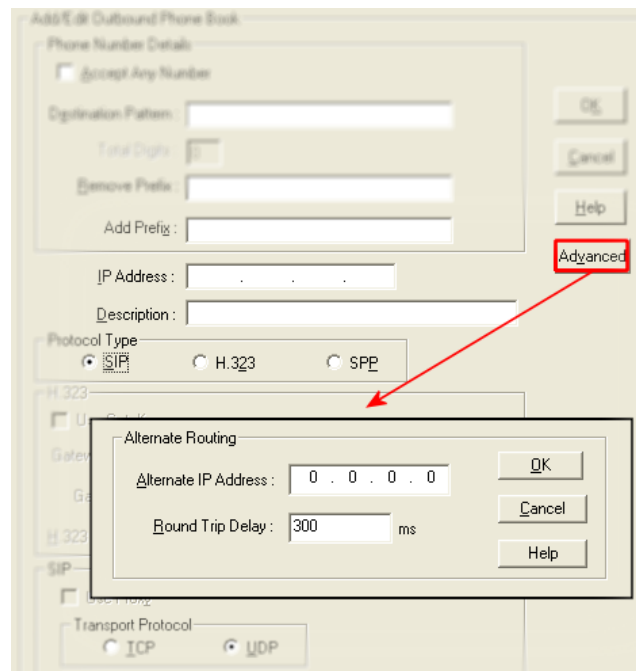 Add/Edit Outbound Phone Book
Phone Number Details
Accept Any Number
Destination Pattern :
OK
Total Digits : 0
Cancel
Remove Prefix :
Help
Add Prefix :
Advanced
IP Address : . . .
Description :
Protocol Type
SIP H.323 SPP
H.323
Alternate Routing
Alternate IP Address : 0 . 0 . 0 . 0
OK
Round Trip Delay : 300 ms
Cancel
Help
H.323
SIP
Transport Protocol
TCP UDP